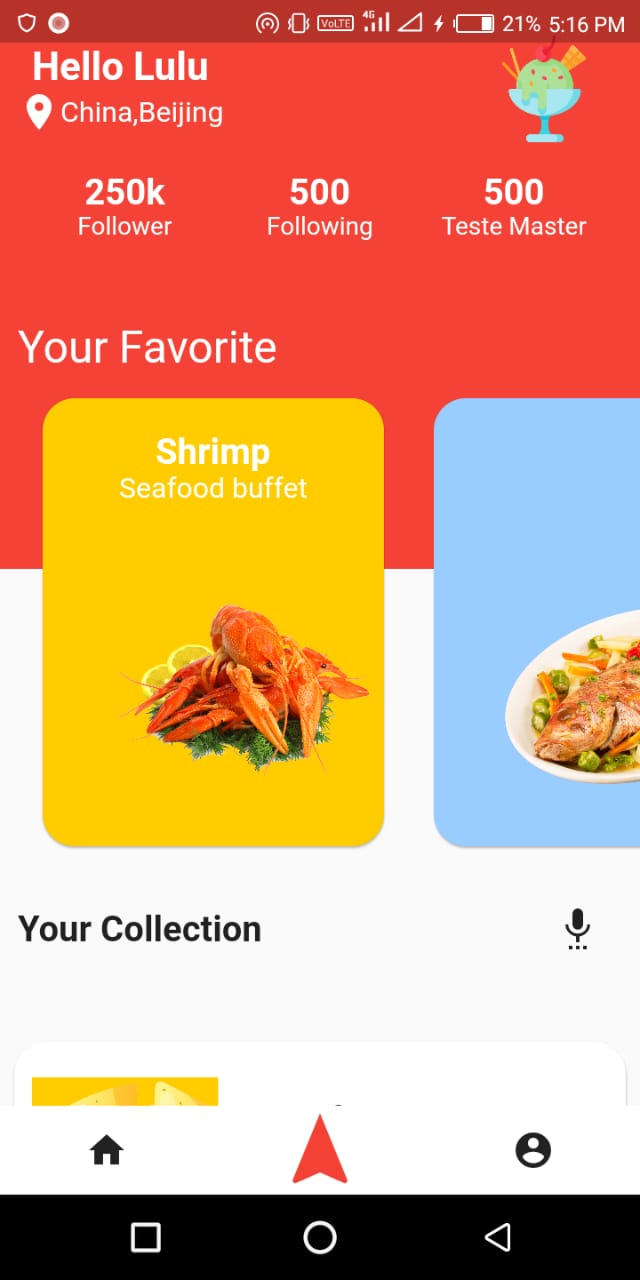 VoLTE 4G 21% 5:16 PM
Hello Lulu
China,Beijing
250k 500 500
Follower Following Teste Master
Your Favorite
Shrimp
Seafood buffet
Your Collection